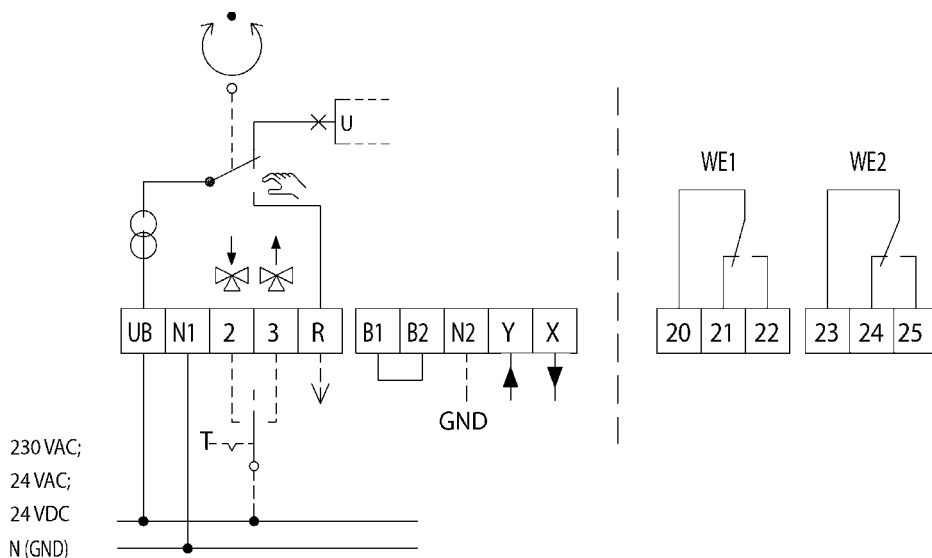 U
WE1 WE2
UB N1 2 3 R B1 B2 N2 Y X 20 21 22 23 24 25
GND
T
230 VAC;
24 VAC;
24 VDC
N (GND)